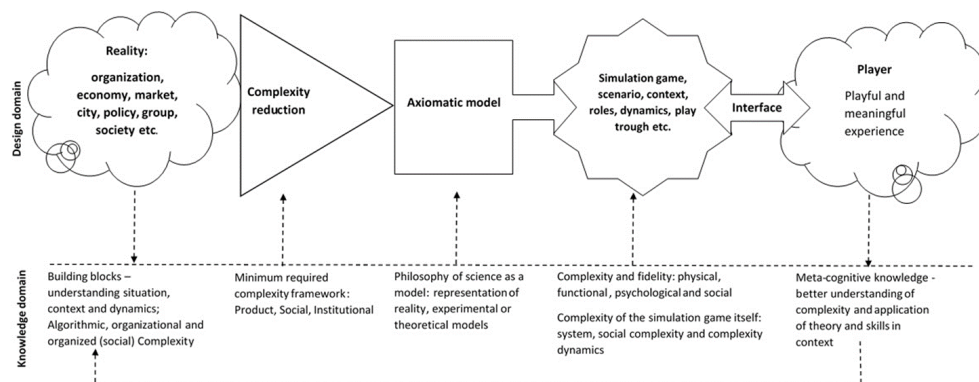 Design domain
Reality:
organization,
economy, market,
city, policy, group,
society etc.
Complexity
reduction
Axiomatic model
Simulation game,
scenario, context,
roles, dynamics, play
trough etc.
Interface
Player
Playful and
meaningful
experience
Knowledge domain
Building blocks –
understanding situation,
context and dynamics;
Algorithmic, organizational and
organized (social) Complexity
Minimum required
complexity framework:
Product, Social, Institutional
Philosophy of science as a
model: representation of
reality, experimental or
theoretical models
Complexity and fidelity: physical,
functional, psychological and social
Complexity of the simulation game itself:
system, social complexity and complexity
dynamics
Meta-cognitive knowledge -
better understanding of
complexity and application
of theory and skills in
context